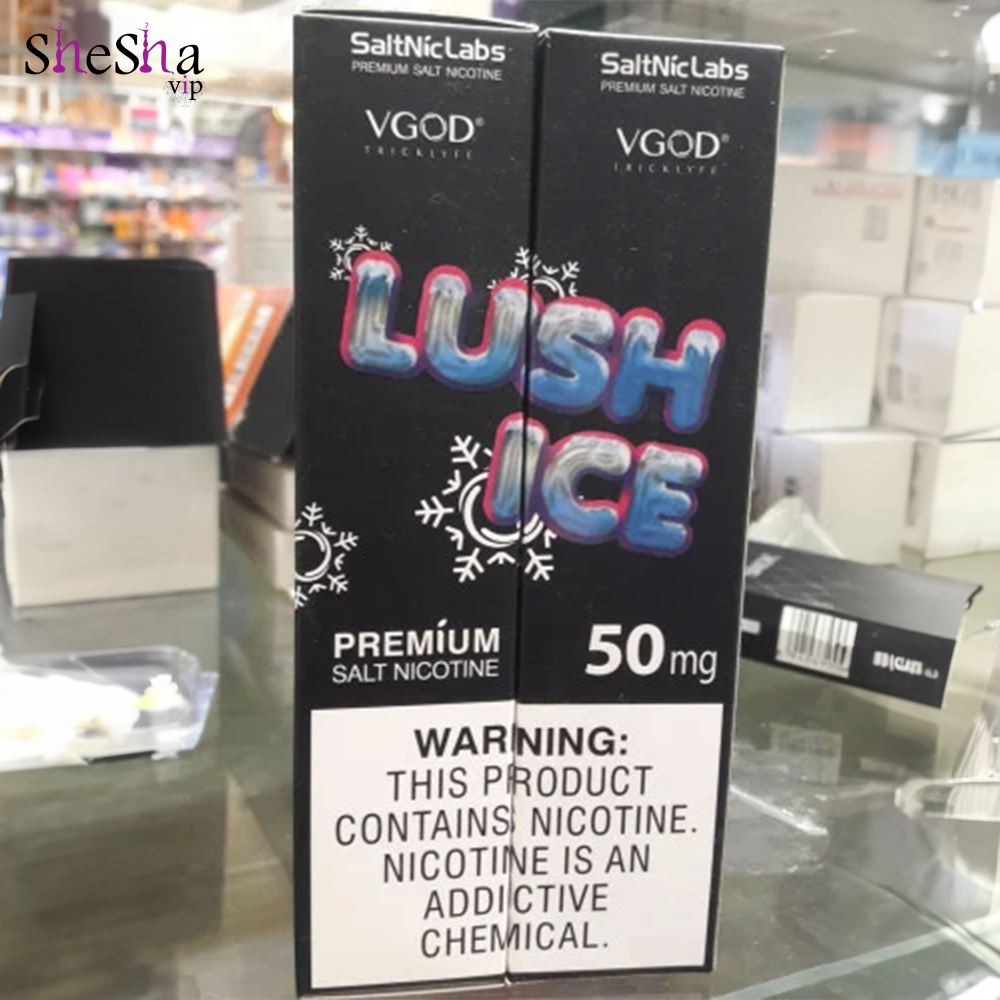 SheSha
vip
SaltNicLabs
PREMIUM SALT NICOTINE
VGOD®
TRICKLYFE
SaltNicLabs
PREMIUM SALT NICOTINE
VGOD®
TRICKLYFE
LUSH
ICE
PREMíUM
SALT NICOTINE
50mg
WARNING:
THIS PRODUCT
CONTAINS NICOTINE.
NICOTINE IS AN
ADDICTIVE
CHEMICAL.